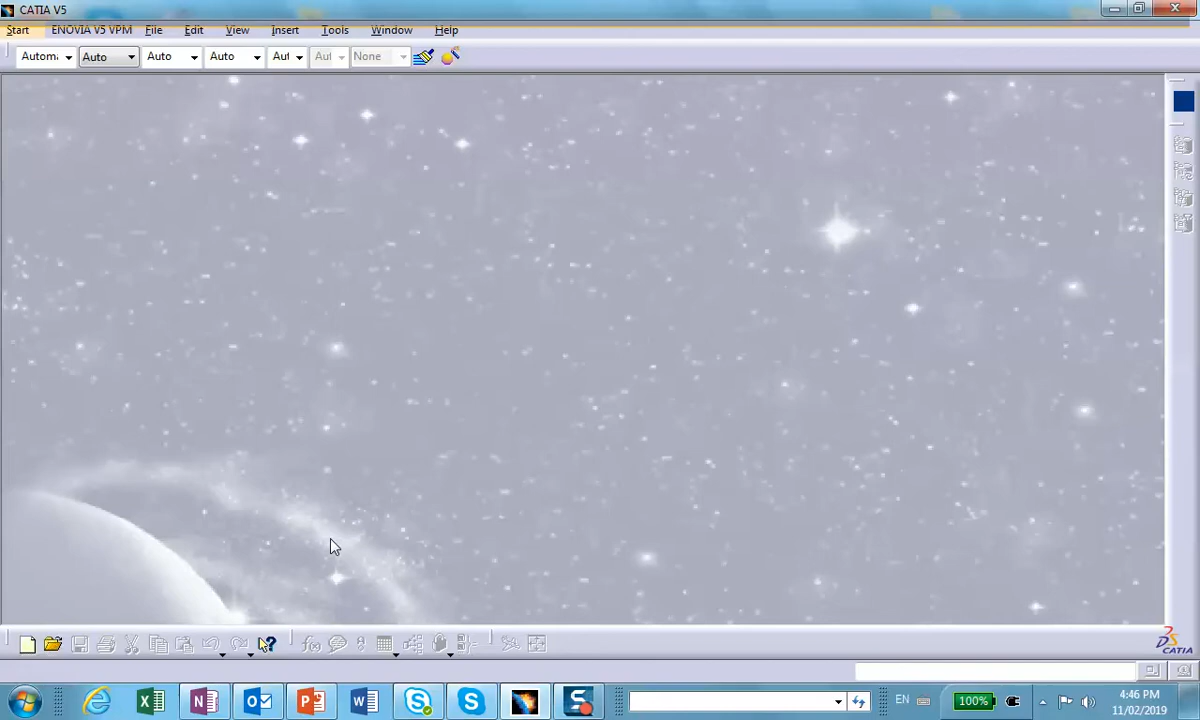 CATIA V5
Start ENOVIA V5 VPM File Edit View Insert Tools Window Help
Auto Auto Auto None
CATIA
EN 100% 4:46 PM
11/02/2019